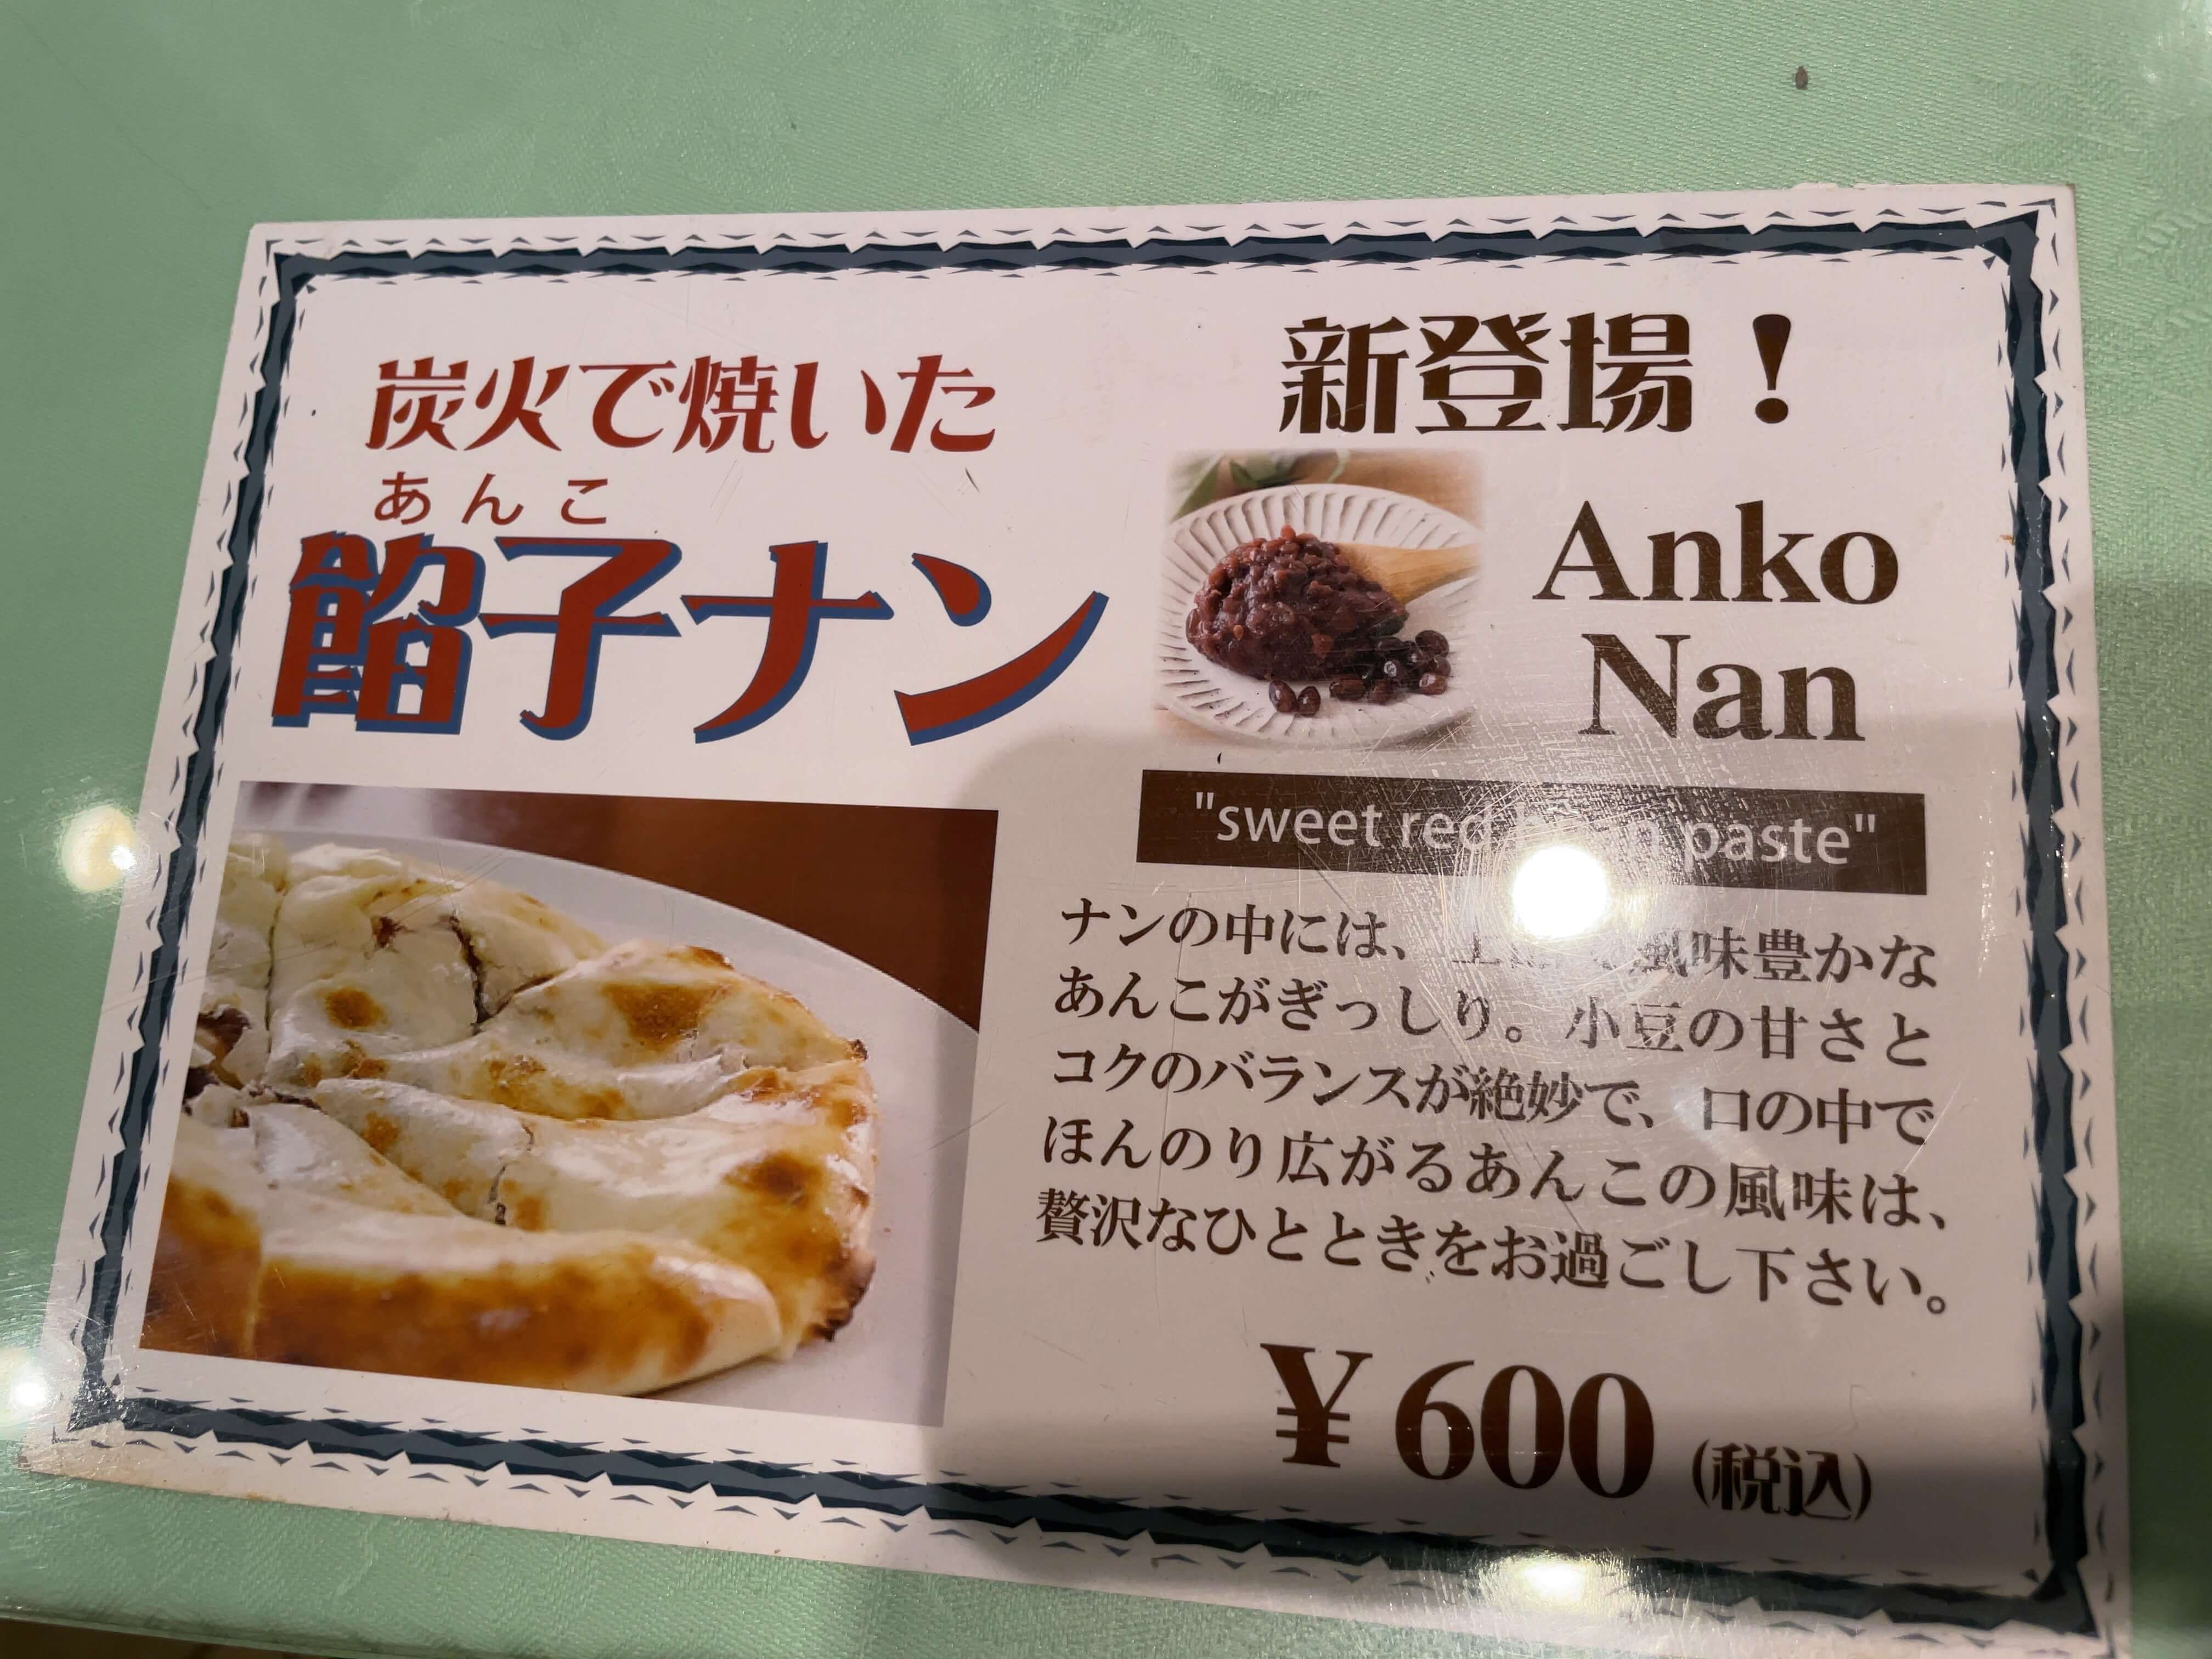 炭火で焼いた
あんこ
餡子ナン
新登場！
Anko
Nan
"sweet red paste"
ナンの中には、風味豊かな
あんこがぎっしり。小豆の甘さと
コクのバランスが絶妙で、口の中で
ほんのり広がるあんこの風味は、
贅沢なひとときをお過ごし下さい。
¥600 (税込)